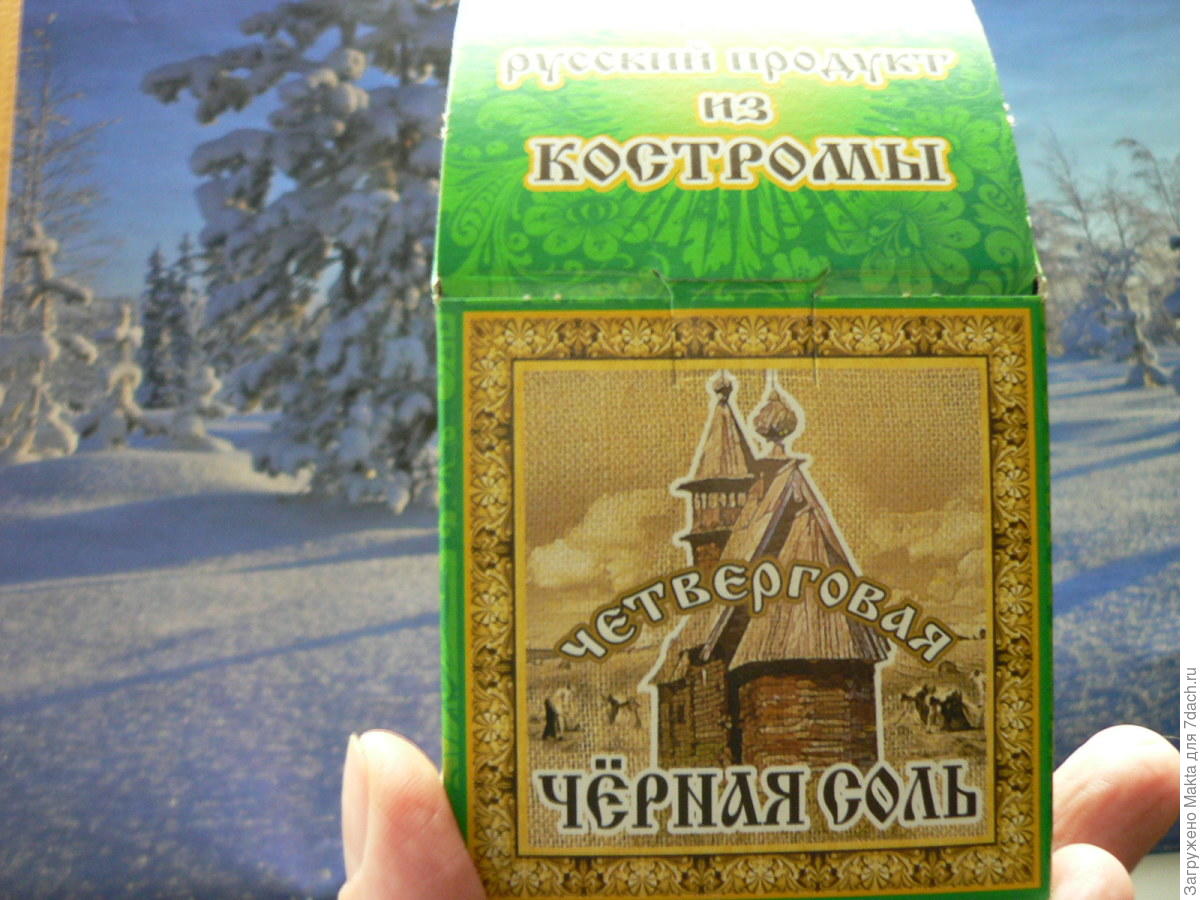 русский продукт
из
КОСТРОМЫ
ЧЕТВЕРГОВАЯ
ЧЁРНАЯ СОЛЬ
Загружено Makta для 7dach.ru